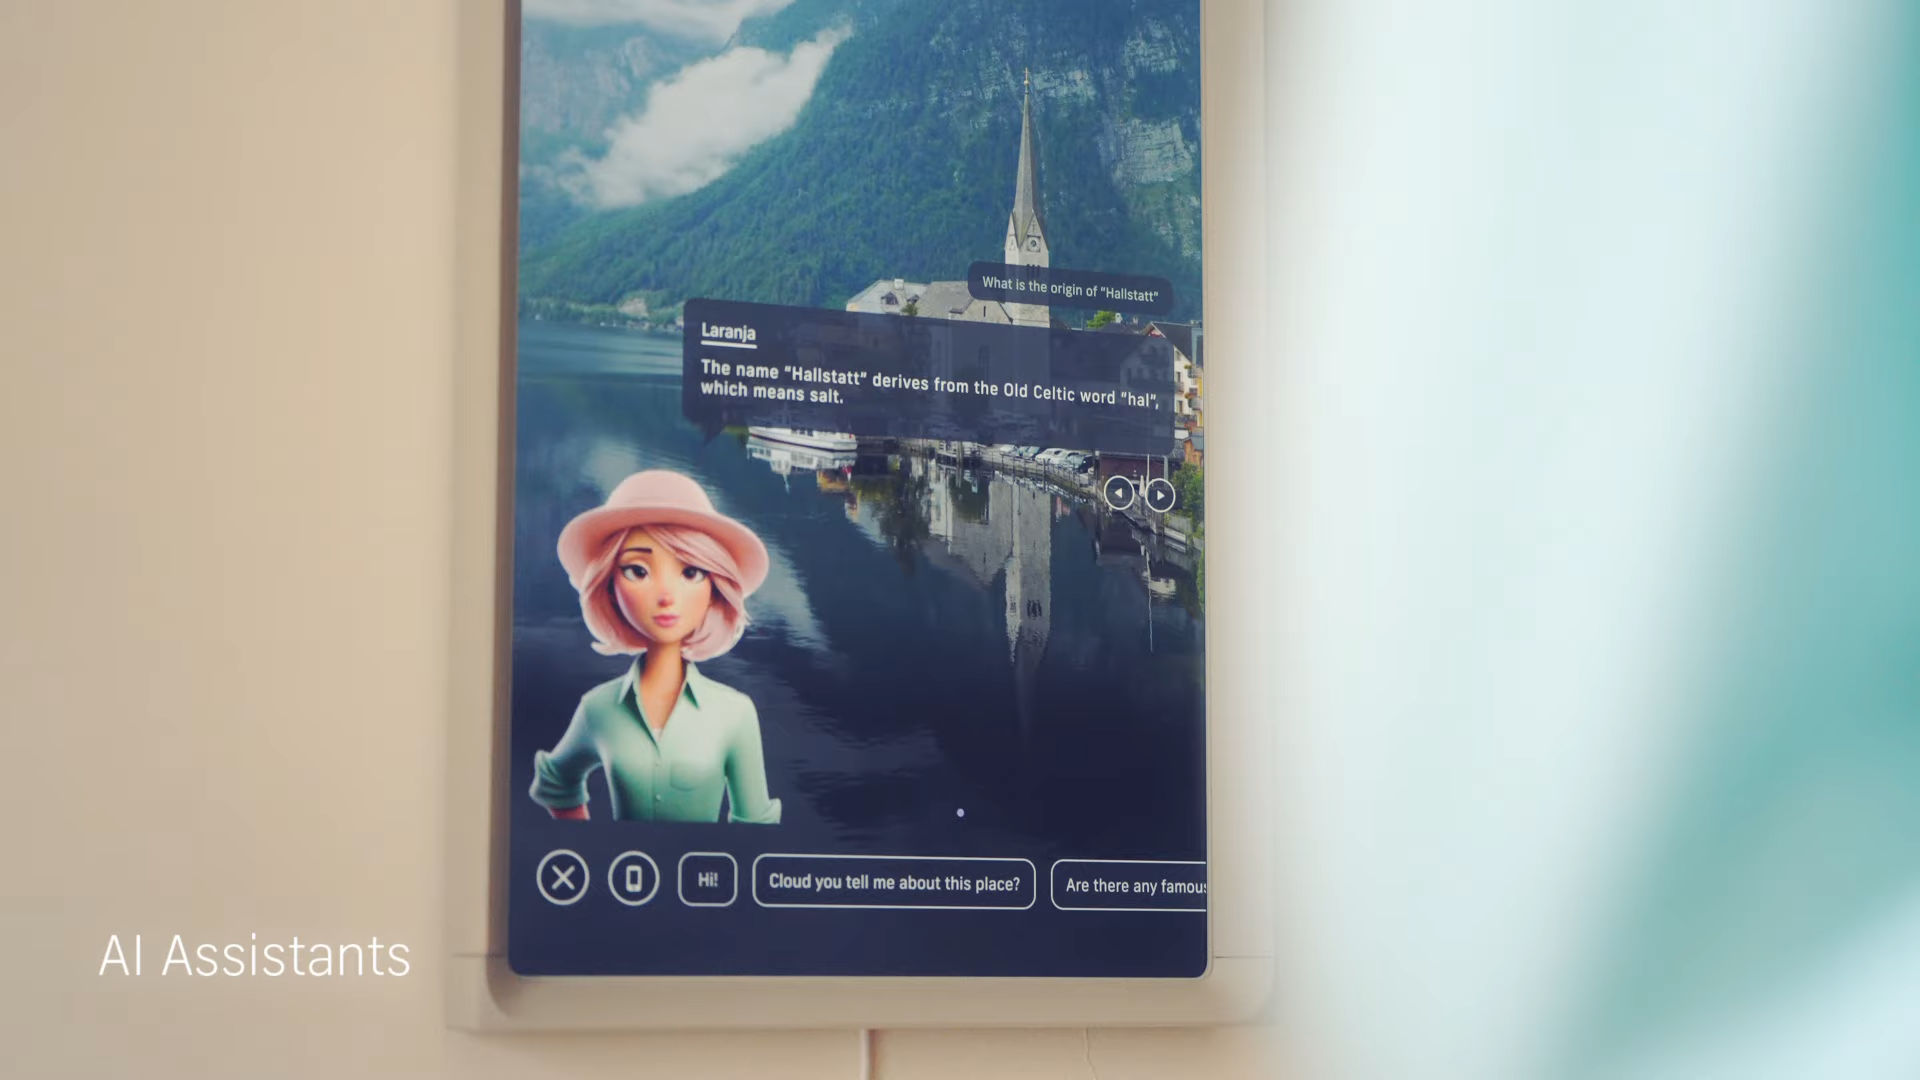 What is the origin of "Hallstatt"
Laranja
The name "Hallstatt" derives from the Old Celtic word "hal",
which means salt.
Hi!
Cloud you tell me about this place?
Are there any famous
AI Assistants